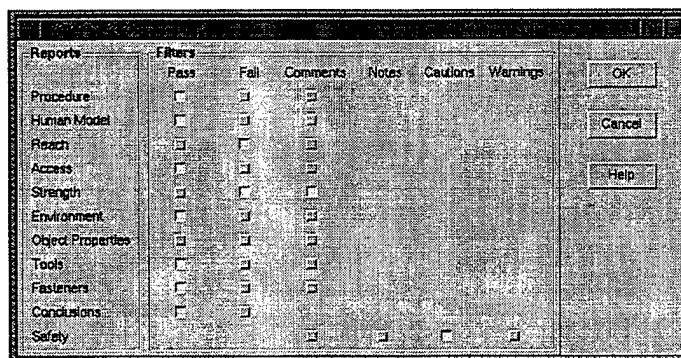 Reports
Filters
Pass Fail Comments Notes Cautions Warnings
Procedure
Human Model
Reach
Access
Strength
Environment
Object Properties
Tools
Fasteners
Conclusions
Safety
OK
Cancel
Help